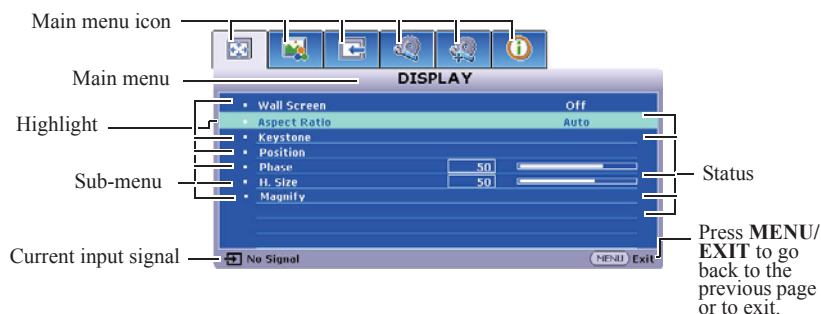 Main menu icon
Main menu
DISPLAY
Wall Screen Off
Highlight
Aspect Ratio Auto
Keystone
Position
Phase 50
Sub-menu
Status
H. Size 50
Magnify
Current input signal
No Signal
MENU Exit
Press MENU/
EXIT to go
back to the
previous page
or to exit.